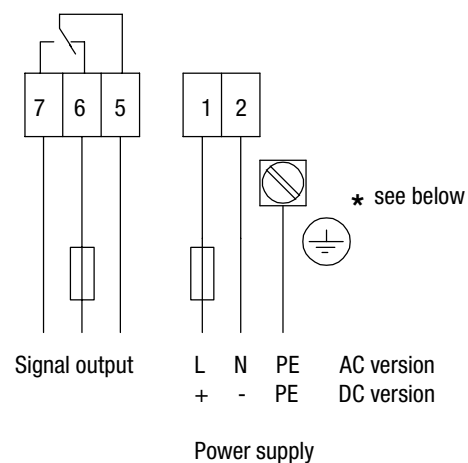 7 6 5 1 2
* see below
Signal output L N PE AC version
+ - PE DC version
Power supply